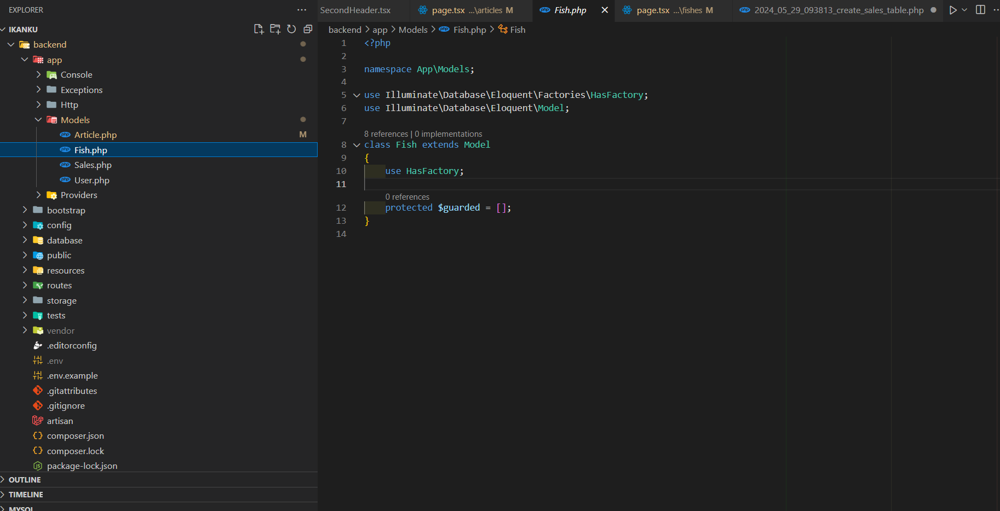 EXPLORER
IKANKU
backend
app
Console
Exceptions
Http
Models
Article.php M
Fish.php
Sales.php
User.php
Providers
bootstrap
config
database
public
resources
routes
storage
tests
vendor
.editorconfig
.env
.env.example
.gitattributes
.gitignore
artisan
composer.json
composer.lock
package-lock.json
OUTLINE
TIMELINE
MYSQL
SecondHeader.tsx
page.tsx ...\articles M
Fish.php
page.tsx ...\fishes M
2024_05_29_093813_create_sales_table.php
backend > app > Models > Fish.php > Fish
1 <?php
2
3 namespace App\Models;
4
5 use Illuminate\Database\Eloquent\Factories\HasFactory;
6 use Illuminate\Database\Eloquent\Model;
7
8 references | 0 implementations
8 class Fish extends Model
9 {
10 use HasFactory;
11
0 references
12 protected $guarded = [];
13 }
14